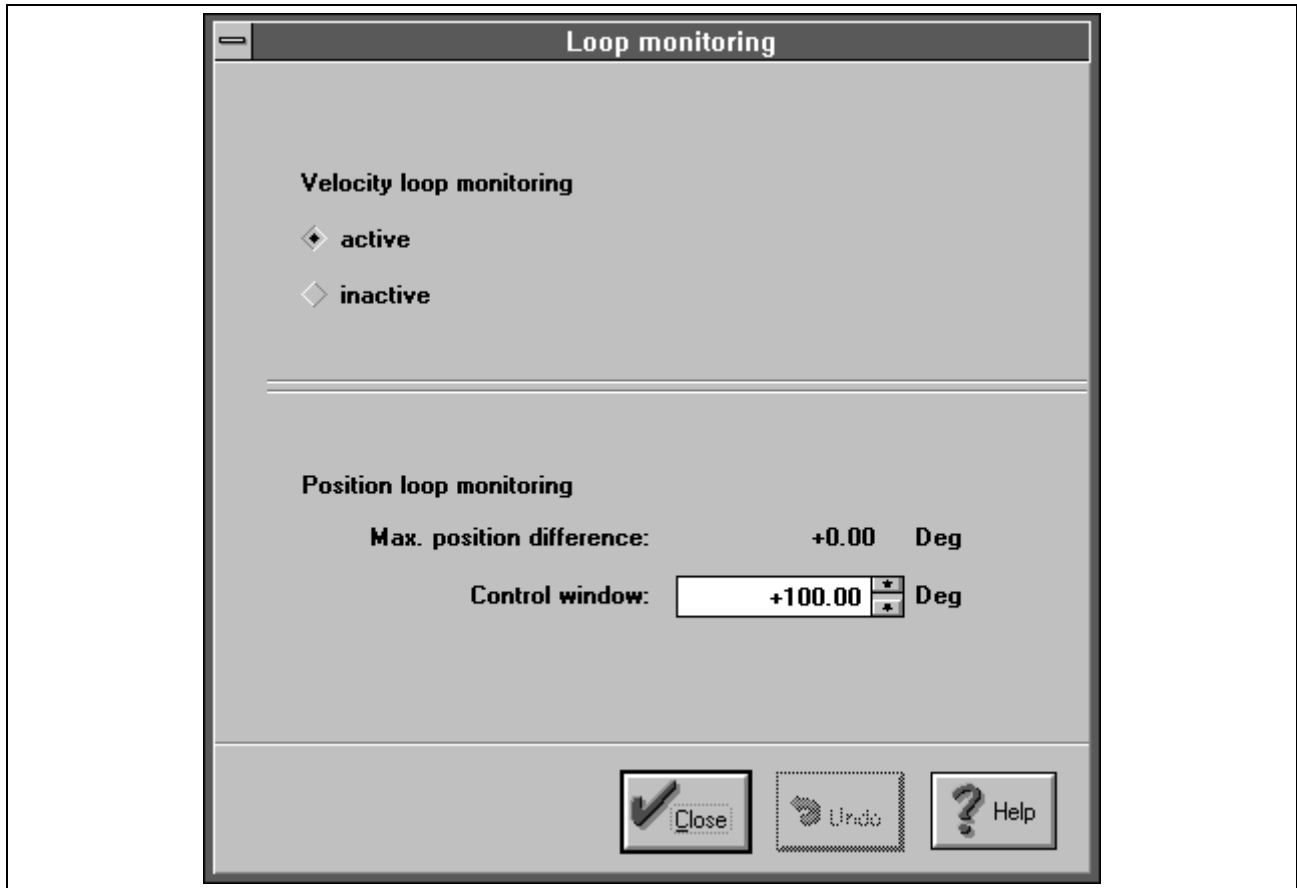 Loop monitoring
Velocity loop monitoring
active
inactive
Position loop monitoring
Max. position difference: +0.00 Deg
Control window: +100.00 Deg
Close Undo Help